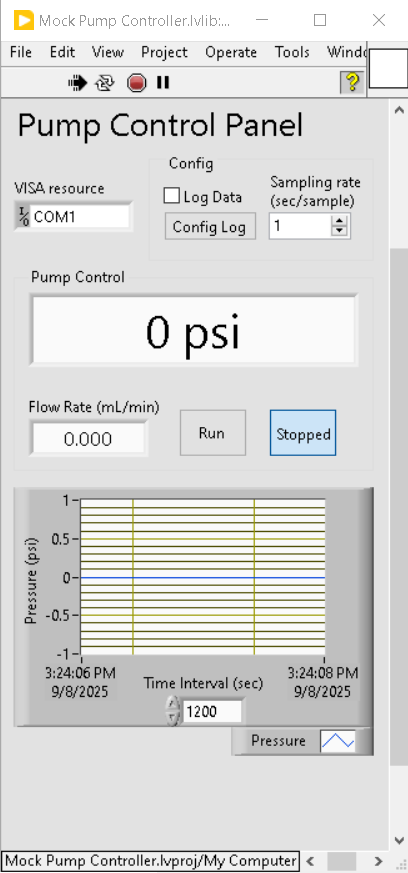 Mock Pump Controller.lvlib:...
File Edit View Project Operate Tools
Pump Control Panel
Config
VISA resource
COM1
Log Data
Config Log
Sampling rate
(sec/sample)
1
Pump Control
0 psi
Flow Rate (mL/min)
0.000
Run
Stopped
Pressure (psi)
1
0.5
0
-0.5
-1
3:24:06 PM
9/8/2025
3:24:08 PM
9/8/2025
Time Interval (sec)
1200
Pressure
Mock Pump Controller.lvproj/My Computer